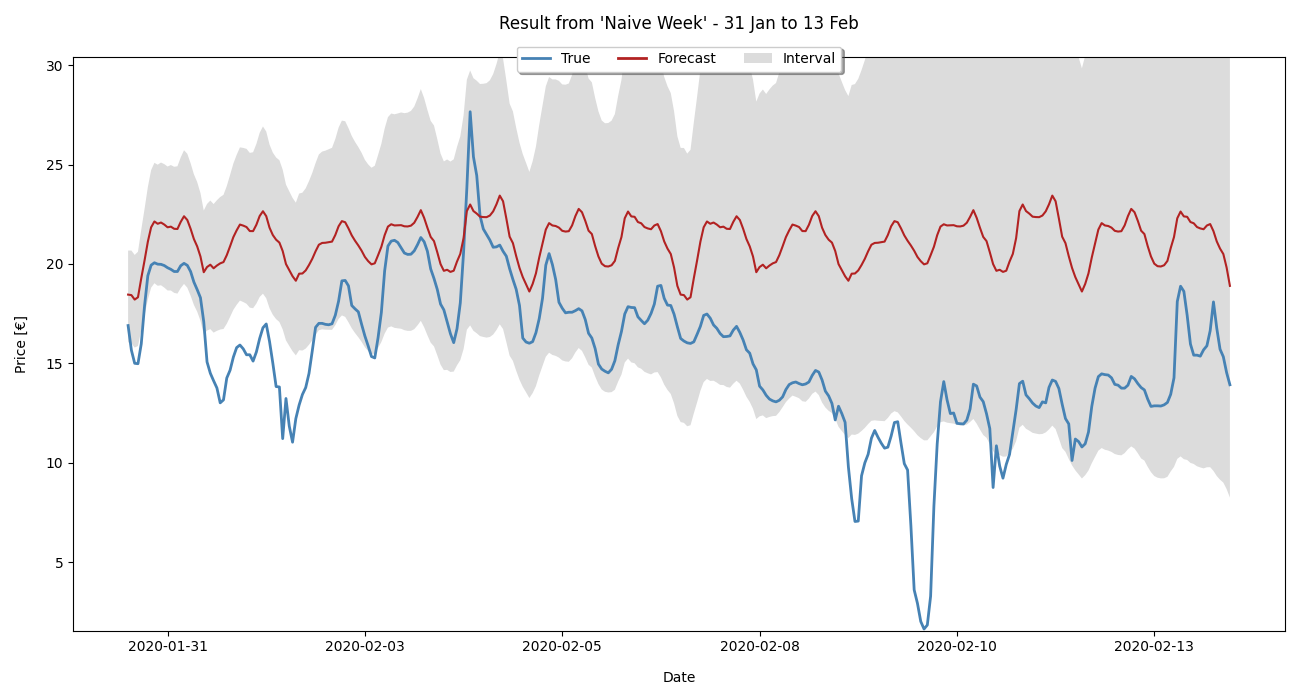 Result from 'Naive Week' - 31 Jan to 13 Feb
True Forecast Interval
30
25
20
15
10
5
Price [€]
2020-01-31 2020-02-03 2020-02-05 2020-02-08 2020-02-10 2020-02-13
Date